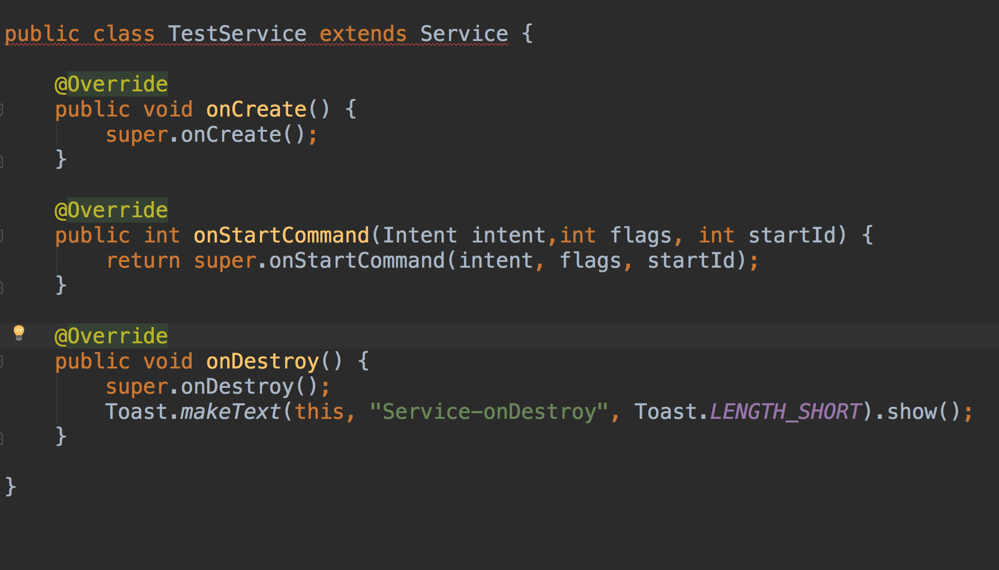 public class TestService extends Service {
@Override
public void onCreate() {
super.onCreate();
}
@Override
public int onStartCommand(Intent intent,int flags, int startId) {
return super.onStartCommand(intent, flags, startId);
}
@Override
public void onDestroy() {
super.onDestroy();
Toast.makeText(this, "Service-onDestroy", Toast.LENGTH_SHORT).show();
}
}